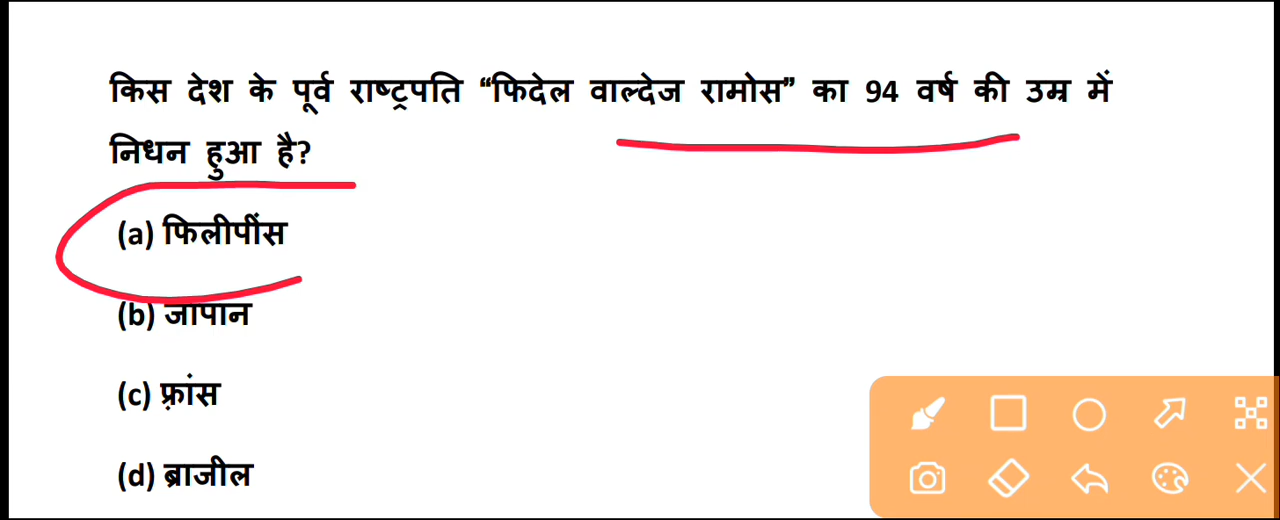 किस देश के पूर्व राष्ट्रपति “फिदेल वाल्देज रामोस” का 94 वर्ष की उम्र में
निधन हुआ है?
(a) फिलीपींस
(b) जापान
(c) फ़्रांस
(d) ब्राजील